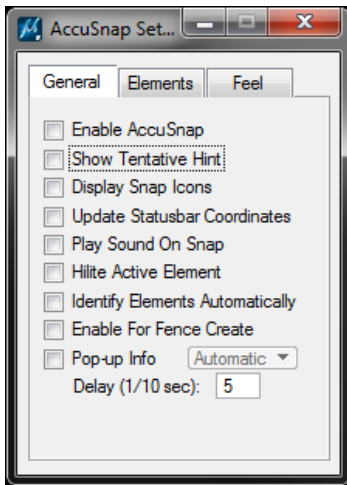 AccuSnap Set...
General Elements Feel
Enable AccuSnap
Show Tentative Hint
Display Snap Icons
Update Statusbar Coordinates
Play Sound On Snap
Hilite Active Element
Identify Elements Automatically
Enable For Fence Create
Pop-up Info Automatic
Delay (1/10 sec): 5